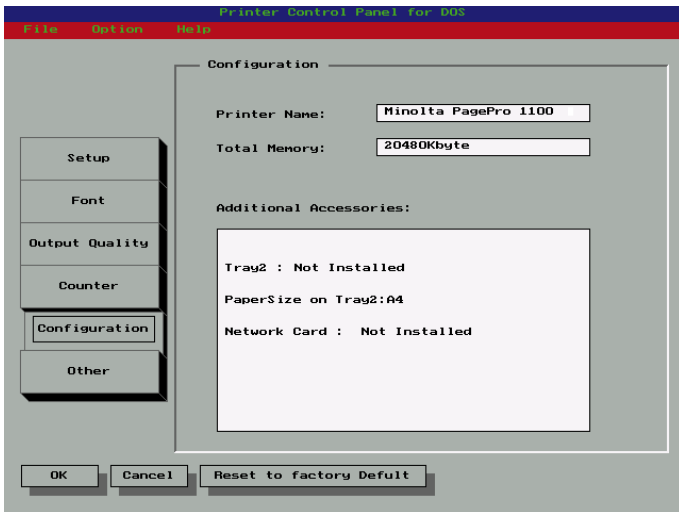 Printer Control Panel for DOS
File Option Help
Configuration
Printer Name: Minolta PagePro 1100
Total Memory: 20480Kbyte
Additional Accessories:
Tray2 : Not Installed
PaperSize on Tray2:A4
Network Card : Not Installed
Setup
Font
Output Quality
Counter
Configuration
Other
OK Cancel Reset to factory Defult